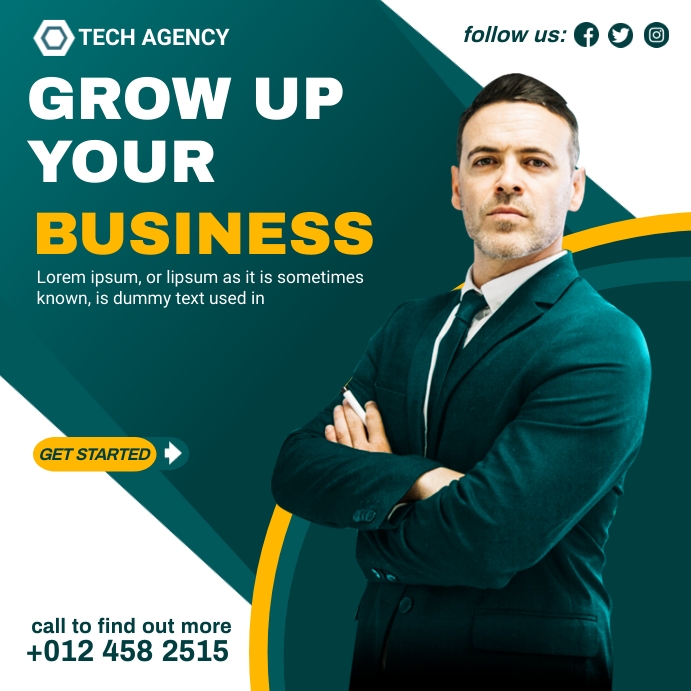 TECH AGENCY
follow us:
GROW UP
YOUR
BUSINESS
Lorem ipsum, or lipsum as it is sometimes
known, is dummy text used in
GET STARTED
call to find out more
+012 458 2515